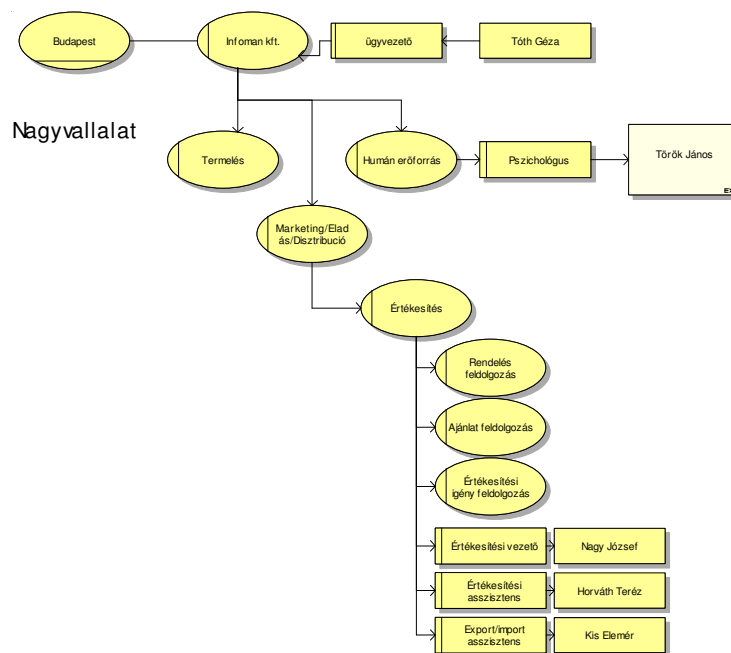 Budapest
Infoman kft.
ügyvezető
Tóth Géza
Nagyvallalat
Termelés
Humán erőforrás
Pszichológus
Török János
Marketing/Elad
ás/Disztribució
Értékesítés
Rendelés
feldolgozás
Ajánlat feldolgozás
Értékesítési
igény feldolgozás
Értékesítési vezető
Nagy József
Értékesítési
asszisztens
Horváth Teréz
Export/import
asszisztens
Kis Elemér